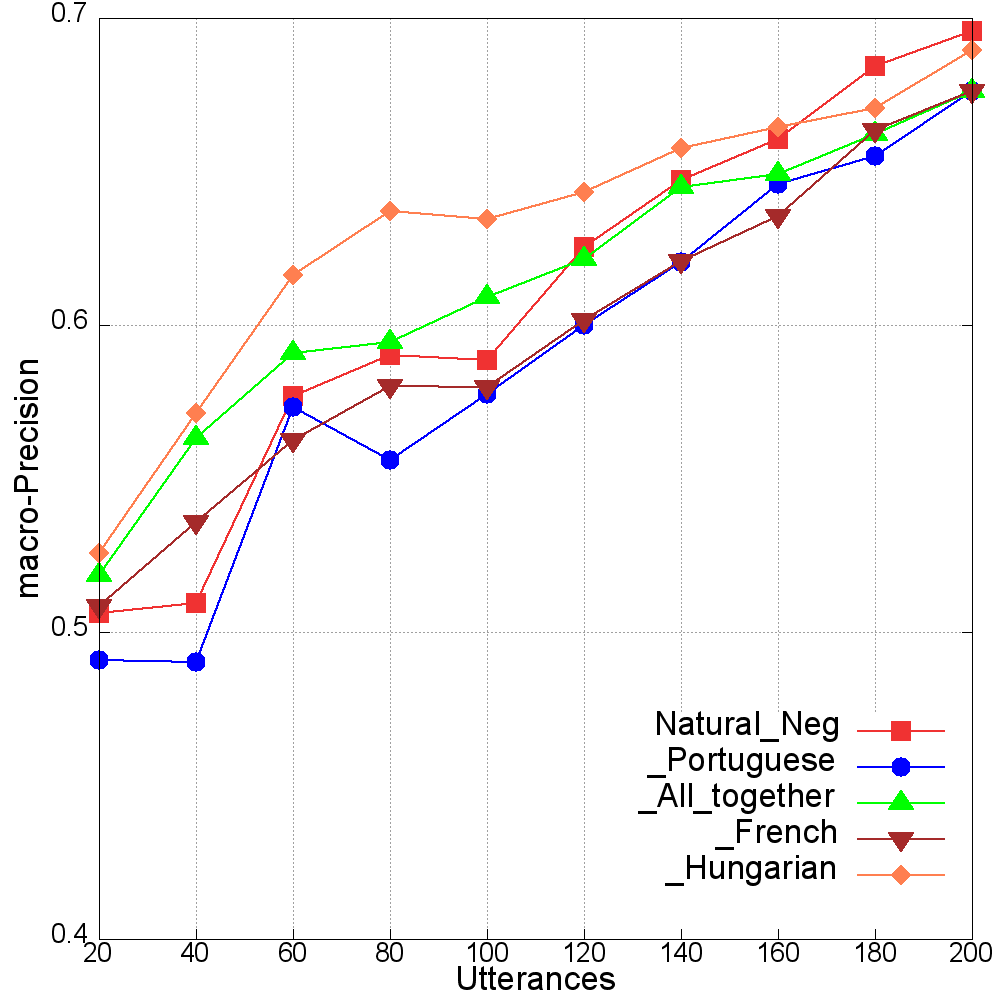 0.7
0.6
0.5
0.4
macro-Precision
20 40 60 80 100 120 140 160 180 200
Utterances
Natural_Neg
_Portuguese
_All_together
_French
_Hungarian